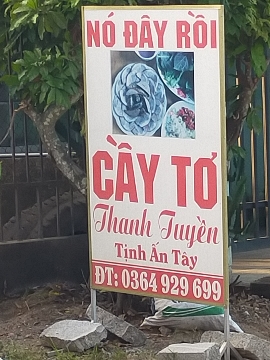 NÓ ĐÂY RỒI
CẦY TƠ
Thanh Tuyền
Tịnh Ấn Tây
ĐT: 0364 929 699